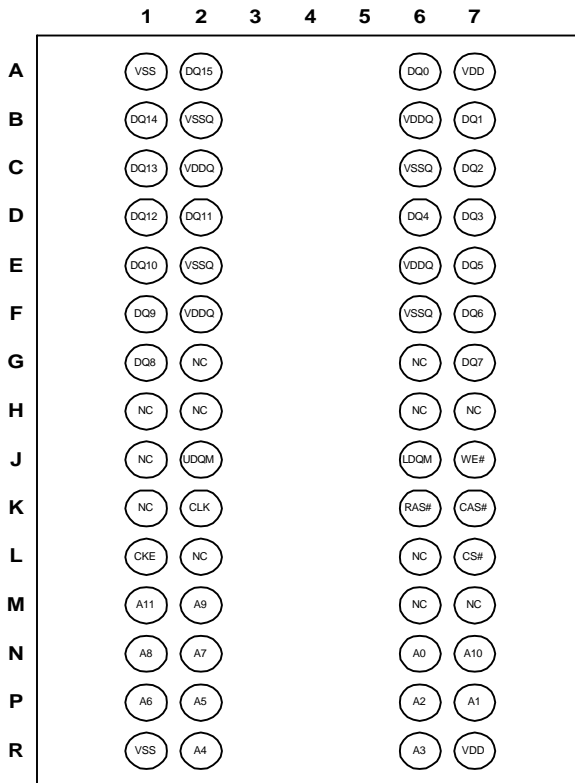 1 2 3 4 5 6 7
A VSS DQ15 DQ0 VDD
B DQ14 VSSQ VDDQ DQ1
C DQ13 VDDQ VSSQ DQ2
D DQ12 DQ11 DQ4 DQ3
E DQ10 VSSQ VDDQ DQ5
F DQ9 VDDQ VSSQ DQ6
G DQ8 NC NC DQ7
H NC NC NC NC
J NC UDQM LDQM WE#
K NC CLK RAS# CAS#
L CKE NC NC CS#
M A11 A9 NC NC
N A8 A7 A0 A10
P A6 A5 A2 A1
R VSS A4 A3 VDD